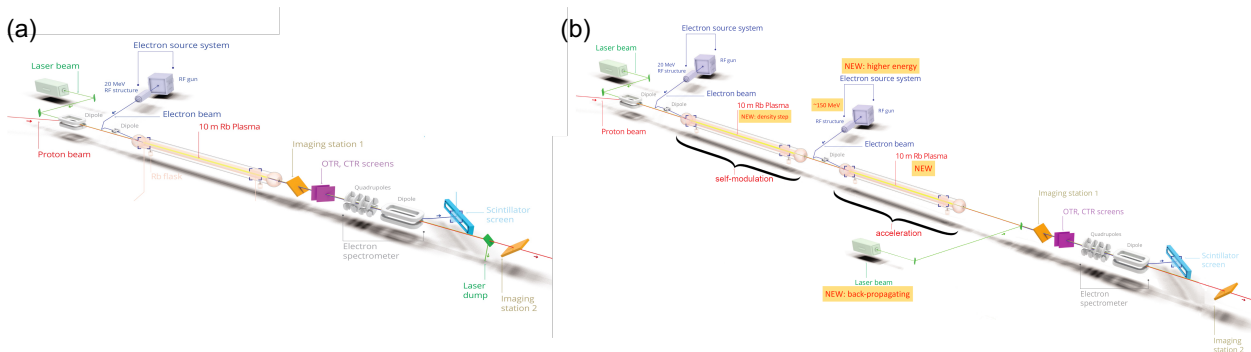 (a)
Electron source system
Laser beam
20 MeV
RF structure
RF gun
Dipole
Electron beam
Dipole
10 m Rb Plasma
Proton beam
Rb flask
Imaging station 1
OTR, CTR screens
Quadrupoles
Dipole
Scintillator
screen
Electron
spectrometer
Laser
dump
Imaging
station 2
(b)
Electron source system
Laser beam
20 MeV
RF structure
RF gun
Dipole
Electron beam
Dipole
10 m Rb Plasma
NEW: density step
Proton beam
self-modulation
NEW: higher energy
Electron source system
~150 MeV
RF structure
RF gun
Electron beam
Dipole
10 m Rb Plasma
NEW
acceleration
Laser beam
NEW: back-propagating
Imaging station 1
OTR, CTR screens
Quadrupoles
Dipole
Scintillator
screen
Electron
spectrometer
Imaging
station 2